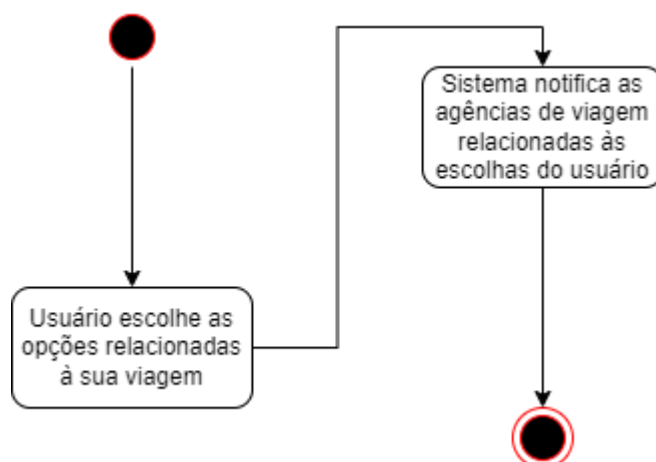 Sistema notifica as
agências de viagem
relacionadas às
escolhas do usuário
Usuário escolhe as
opções relacionadas
à sua viagem